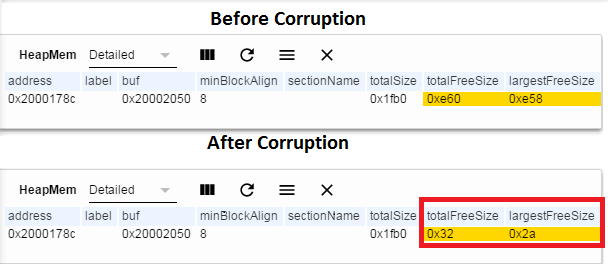 Before Corruption
HeapMem Detailed
address label buf minBlockAlign sectionName totalSize totalFreeSize largestFreeSize
0x2000178c 0x20002050 8 0x1fb0 0xe60 0xe58
After Corruption
HeapMem Detailed
address label buf minBlockAlign sectionName totalSize totalFreeSize largestFreeSize
0x2000178c 0x20002050 8 0x1fb0 0x32 0x2a